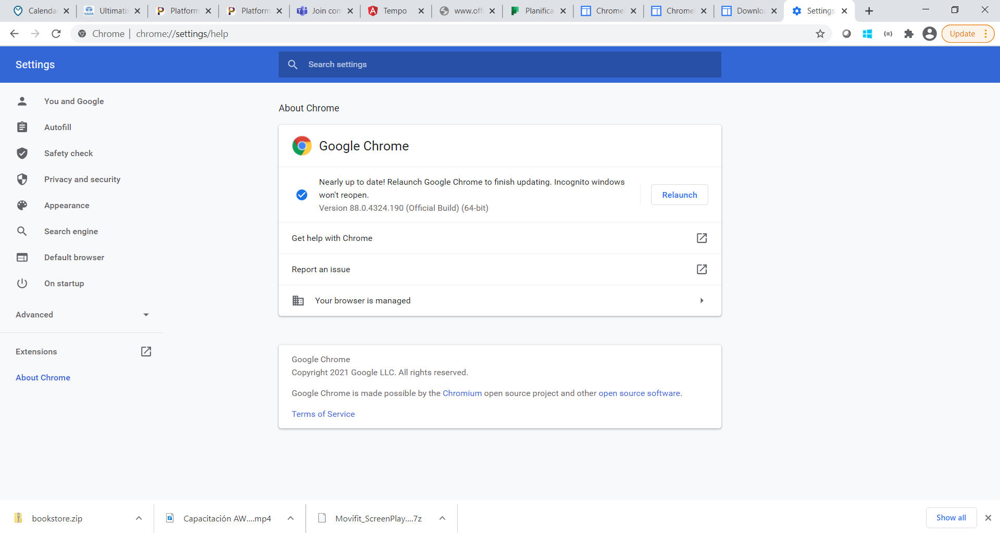 Calenda
Ultimati
Platform
Platform
Join con
Tempo
www.off
Planifica
Chrome
Chrome
Downlo
Settings
Chrome | chrome://settings/help
Update
Settings
Search settings
You and Google
Autofill
Safety check
Privacy and security
Appearance
Search engine
Default browser
On startup
Advanced
Extensions
About Chrome
About Chrome
Google Chrome
Nearly up to date! Relaunch Google Chrome to finish updating. Incognito windows
won't reopen.
Version 88.0.4324.190 (Official Build) (64-bit)
Relaunch
Get help with Chrome
Report an issue
Your browser is managed
Google Chrome
Copyright 2021 Google LLC. All rights reserved.
Google Chrome is made possible by the Chromium open source project and other open source software.
Terms of Service
bookstore.zip
Capacitación AW....mp4
Movifit_ScreenPlay....7z
Show all